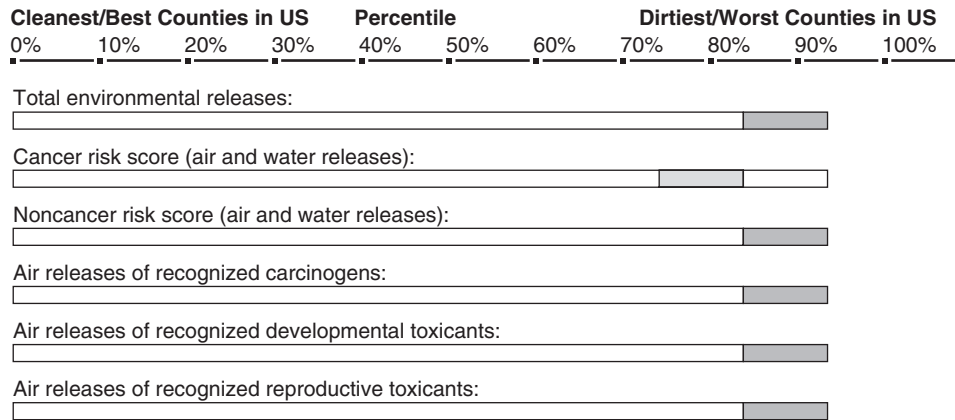 Cleanest/Best Counties in US Percentile Dirtiest/Worst Counties in US
0% 10% 20% 30% 40% 50% 60% 70% 80% 90% 100%
Total environmental releases:
Cancer risk score (air and water releases):
Noncancer risk score (air and water releases):
Air releases of recognized carcinogens:
Air releases of recognized developmental toxicants:
Air releases of recognized reproductive toxicants: